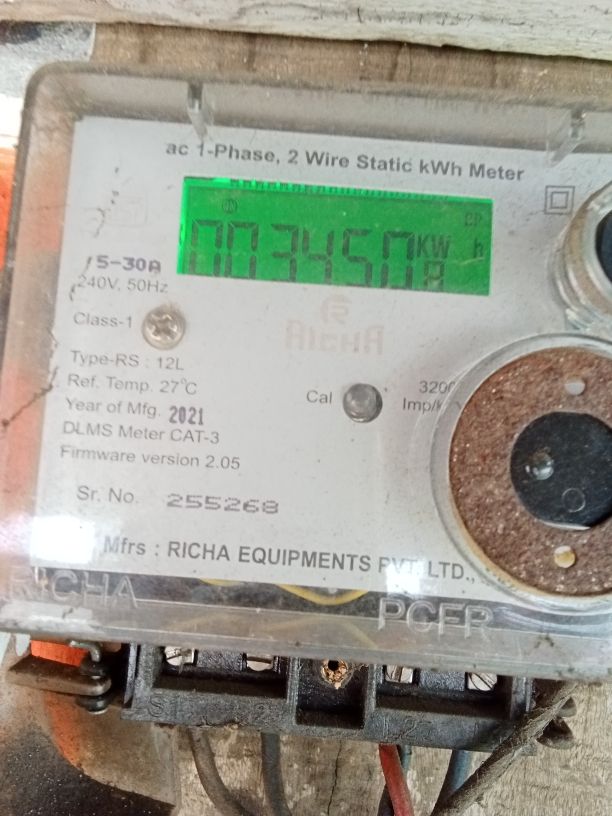 ac 1-Phase, 2 Wire Static kWh Meter
003450 KW h
5-30A
240V, 50Hz
Class-1
RICHA
Type-RS : 12L
Ref. Temp. 27°C
Cal
3200
Imp/k
Year of Mfg. 2021
DLMS Meter CAT-3
Firmware version 2.05
Sr. No. 255268
Mfrs : RICHA EQUIPMENTS PVT. LTD.,
RICHA
PCFR